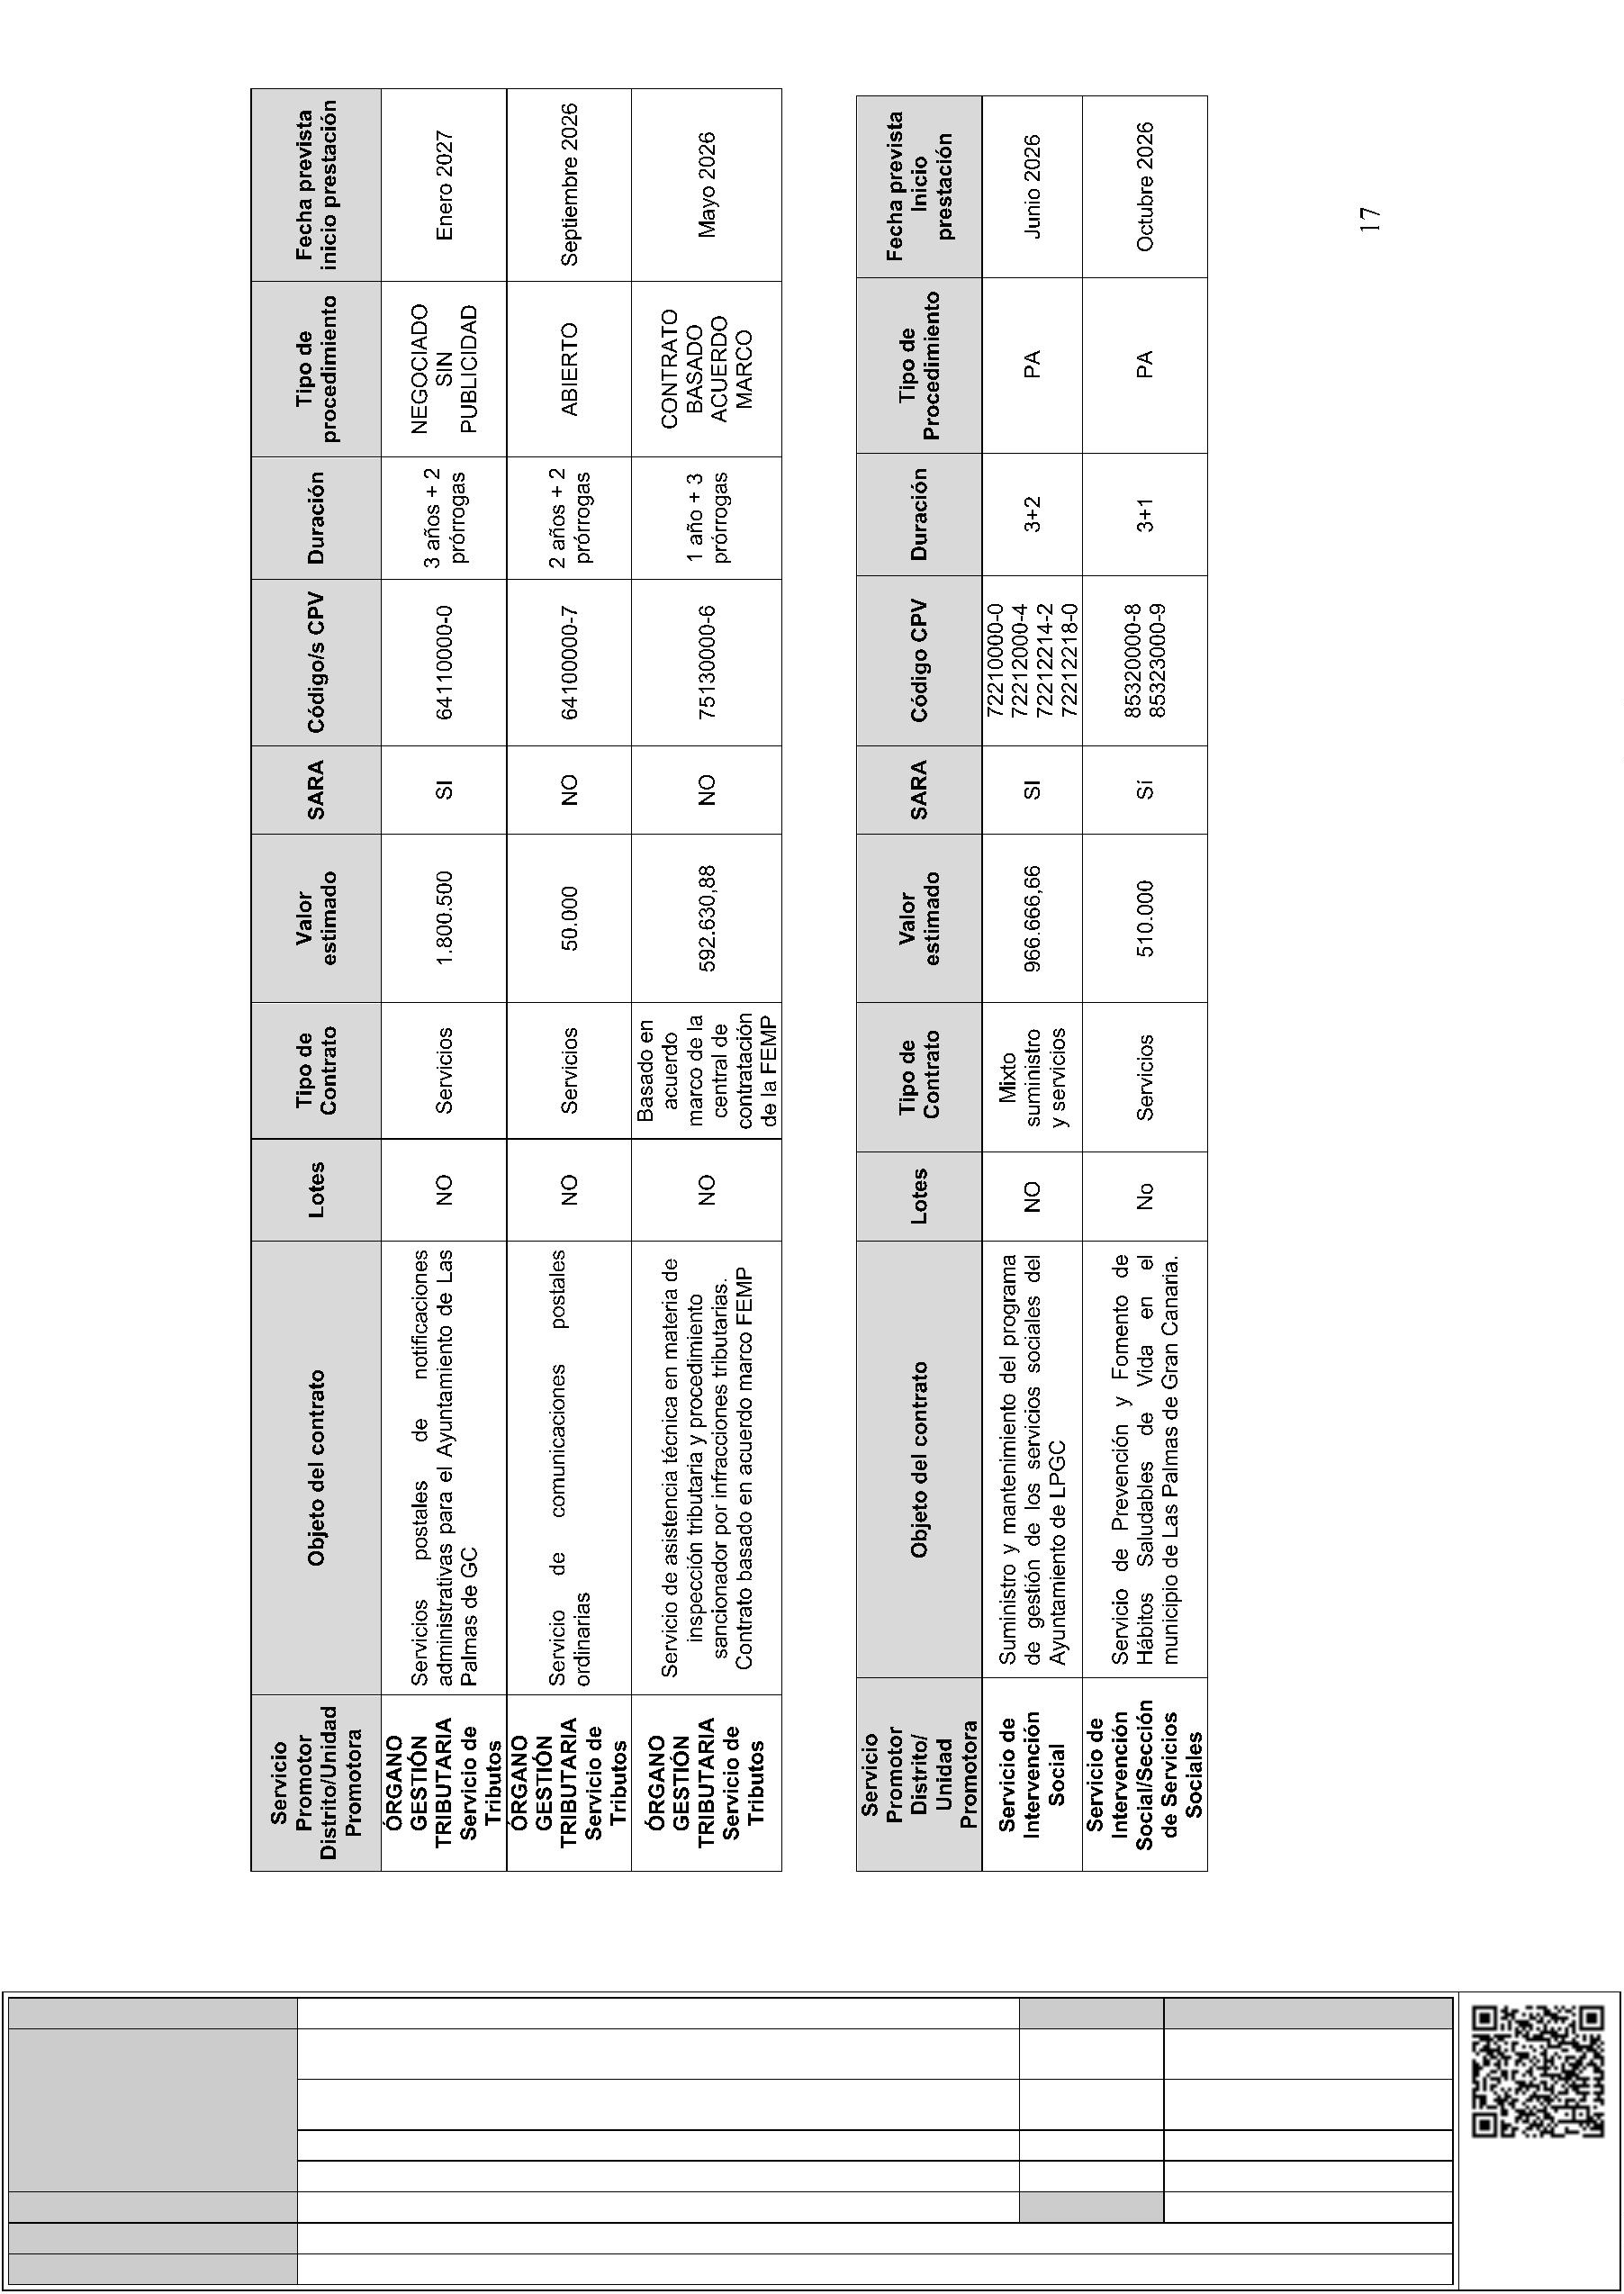 Servicio
Promotor
Distrito/Unidad
Promotora
Objeto del contrato
Lotes
Tipo de
Contrato
Valor
estimado
SARA
Código/s CPV
Duración
Tipo de
procedimiento
Fecha prevista
inicio prestación
ÓRGANO
GESTIÓN
TRIBUTARIA
Servicio de
Tributos
Servicios postales de notificaciones
administrativas para el Ayuntamiento de Las
Palmas de GC
NO
Servicios
1.800.500
SI
64110000-0
3 años + 2
prórrogas
NEGOCIADO
SIN
PUBLICIDAD
Enero 2027
ÓRGANO
GESTIÓN
TRIBUTARIA
Servicio de
Tributos
Servicio de comunicaciones postales
ordinarias
NO
Servicios
50.000
NO
64100000-7
2 años + 2
prórrogas
ABIERTO
Septiembre 2026
ÓRGANO
GESTIÓN
TRIBUTARIA
Servicio de
Tributos
Servicio de asistencia técnica en materia de
inspección tributaria y procedimiento
sancionador por infracciones tributarias.
Contrato basado en acuerdo marco FEMP
NO
Basado en
acuerdo
marco de la
central de
contratación
de la FEMP
592.630,88
NO
75130000-6
1 año + 3
prórrogas
CONTRATO
BASADO
ACUERDO
MARCO
Mayo 2026
Servicio
Promotor
Distrito/
Unidad
Promotora
Objeto del contrato
Lotes
Tipo de
Contrato
Valor
estimado
SARA
Código CPV
Duración
Tipo de
Procedimiento
Fecha prevista
Inicio
prestación
Servicio de
Intervención
Social
Suministro y mantenimiento del programa
de gestión de los servicios sociales del
Ayuntamiento de LPGC
NO
Mixto
suministro
y servicios
966.666,66
SI
72210000-0
72212000-4
72212214-2
72212218-0
3+2
PA
Junio 2026
Servicio de
Intervención
Social/Sección
de Servicios
Sociales
Servicio de Prevención y Fomento de
Hábitos Saludables de Vida en el
municipio de Las Palmas de Gran Canaria.
No
Servicios
510.000
Sí
85320000-8
85323000-9
3+1
PA
Octubre 2026
17